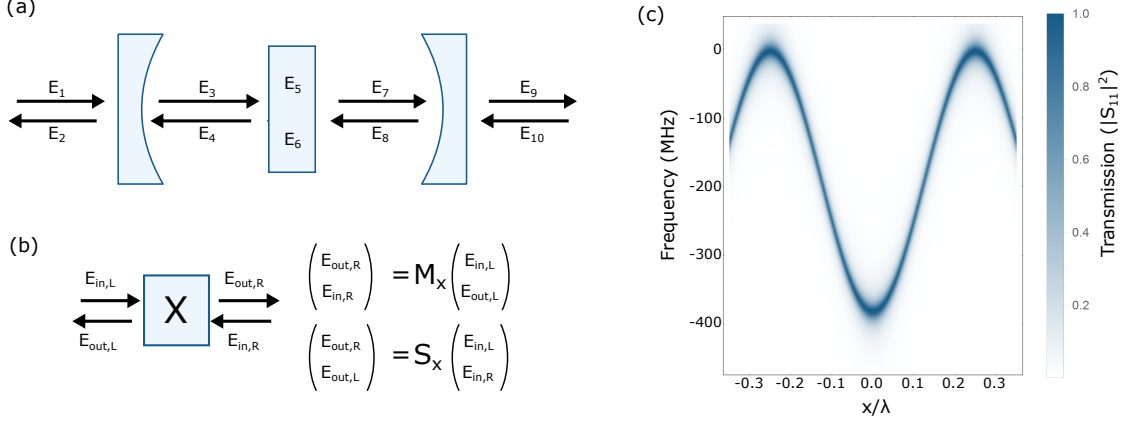 (a)
E1 E3 E5 E7 E9
E2 E4 E6 E8 E10
(b)
Ein,L Eout,R
X
Eout,L Ein,R
(Eout,R Ein,R) = Mx (Ein,L Eout,L)
(Eout,R Eout,L) = Sx (Ein,L Ein,R)
(c)
Frequency (MHz)
0
-100
-200
-300
-400
-0.3 -0.2 -0.1 0.0 0.1 0.2 0.3
x/λ
1.0
0.8
0.6
0.4
0.2
Transmission (|S11|²)